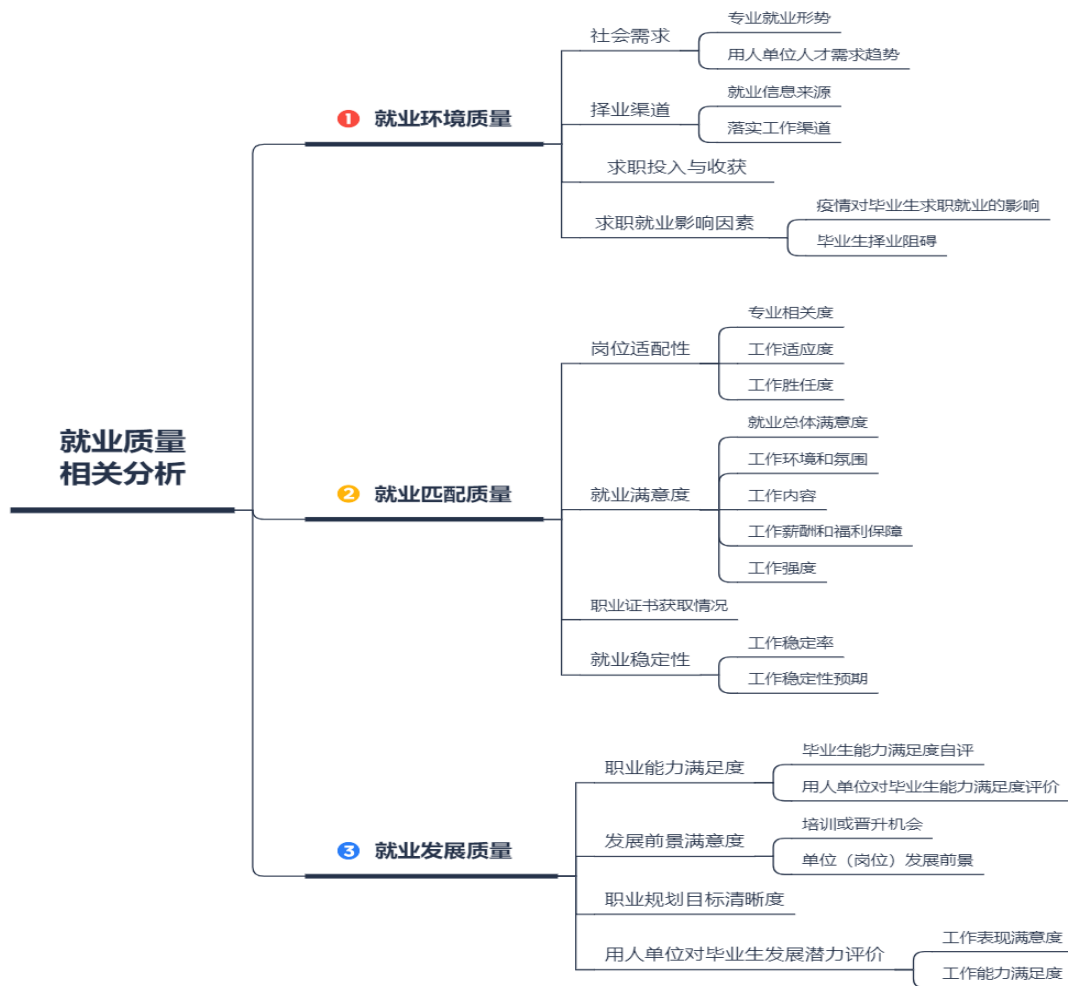 就业质量
相关分析
1 就业环境质量
社会需求
专业就业形势
用人单位人才需求趋势
择业渠道
就业信息来源
落实工作渠道
求职投入与收获
求职就业影响因素
疫情对毕业生求职就业的影响
毕业生择业阻碍
2 就业匹配质量
岗位适配性
专业相关度
工作适应度
工作胜任度
就业满意度
就业总体满意度
工作环境和氛围
工作内容
工作薪酬和福利保障
工作强度
职业证书获取情况
就业稳定性
工作稳定率
工作稳定性预期
3 就业发展质量
职业能力满足度
毕业生能力满足度自评
用人单位对毕业生能力满足度评价
发展前景满意度
培训或晋升机会
单位（岗位）发展前景
职业规划目标清晰度
用人单位对毕业生发展潜力评价
工作表现满意度
工作能力满足度